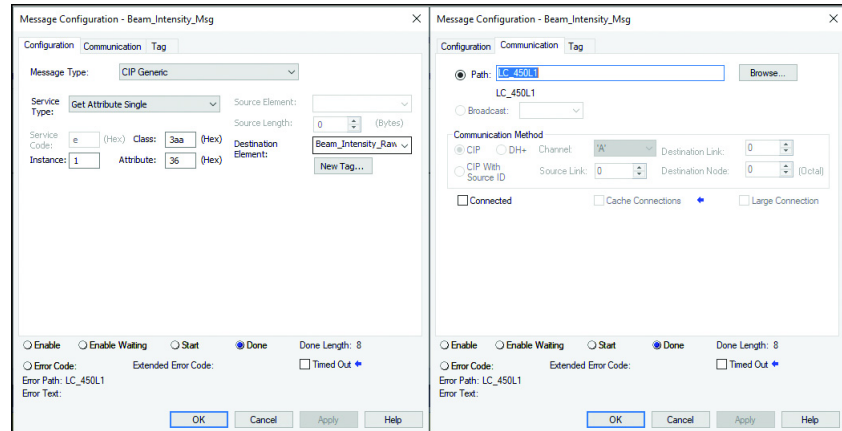 Message Configuration - Beam_Intensity_Msg
Configuration Communication Tag
Message Type: CIP Generic
Service Type: Get Attribute Single
Source Element:
Source Length: 0 (Bytes)
Service Code: e (Hex) Class: 3aa (Hex)
Destination Element: Beam_Intensity_Raw
Instance: 1 Attribute: 36 (Hex)
New Tag...
Enable Enable Waiting Start Done Done Length: 8
Error Code: Extended Error Code: Timed Out
Error Path: LC_450L1
Error Text:
OK Cancel Apply Help
Message Configuration - Beam_Intensity_Msg
Configuration Communication Tag
Path: LC_450L1 Browse...
LC_450L1
Broadcast:
Communication Method
CIP DH+ Channel: 'A' Destination Link: 0
CIP With Source ID Source Link: 0 Destination Node: 0 (Octal)
Connected Cache Connections Large Connection
Enable Enable Waiting Start Done Done Length: 8
Error Code: Extended Error Code: Timed Out
Error Path: LC_450L1
Error Text:
OK Cancel Apply Help